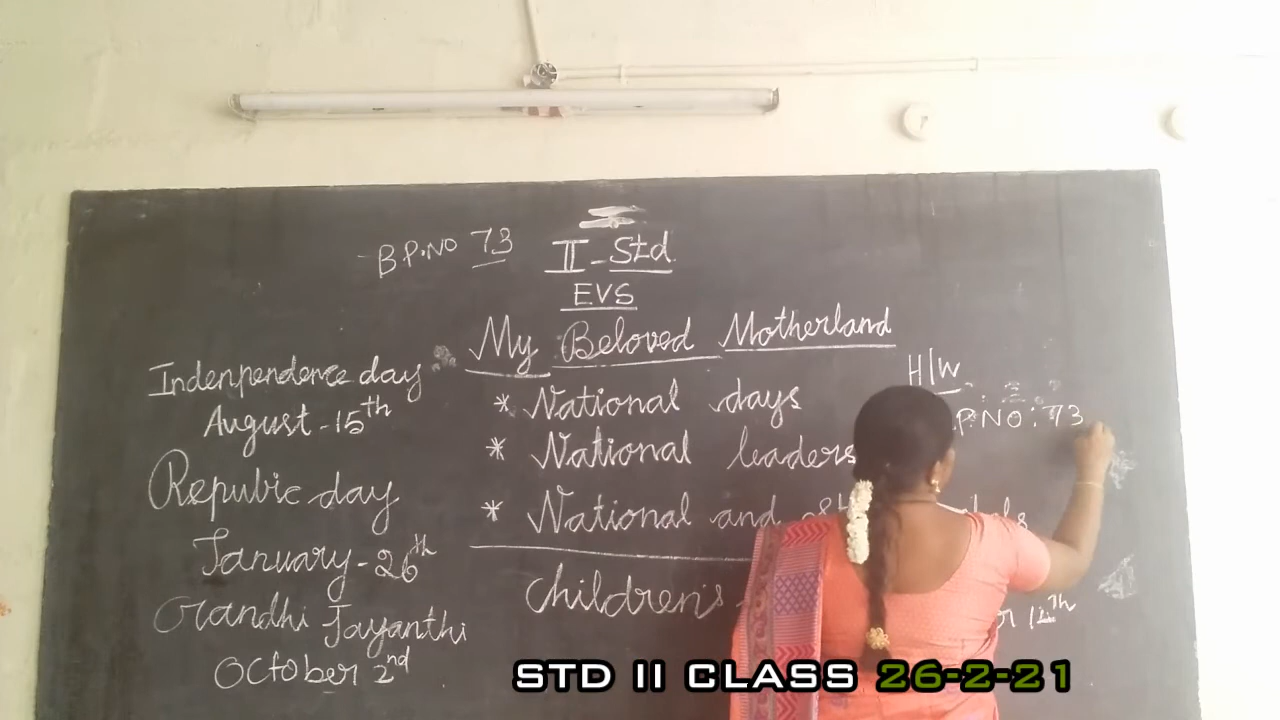 B P.NO 73
II - Std.
EVS
My Beloved Motherland
Indenpendence day
August - 15th
* National days
* National leaders
* National and
Repubic day
January - 26th
Gandhi Jayanthi
October 2nd
Children's
H/W
P.NO: 73
STD II CLASS 26-2-21